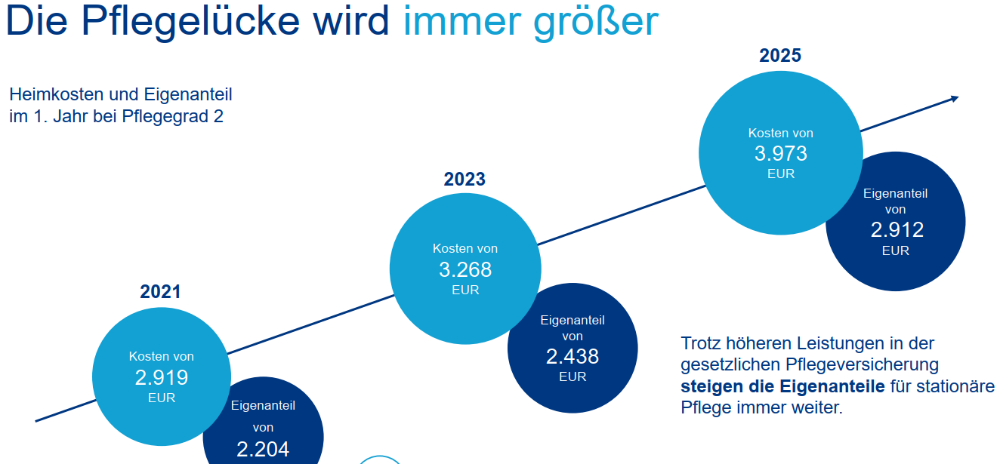 Die Pflegelücke wird immer größer
Heimkosten und Eigenanteil
im 1. Jahr bei Pflegegrad 2
2021
Kosten von
2.919
EUR
Eigenanteil
von
2.204
2023
Kosten von
3.268
EUR
Eigenanteil
von
2.438
EUR
2025
Kosten von
3.973
EUR
Eigenanteil
von
2.912
EUR
Trotz höheren Leistungen in der
gesetzlichen Pflegeversicherung
steigen die Eigenanteile für stationäre
Pflege immer weiter.